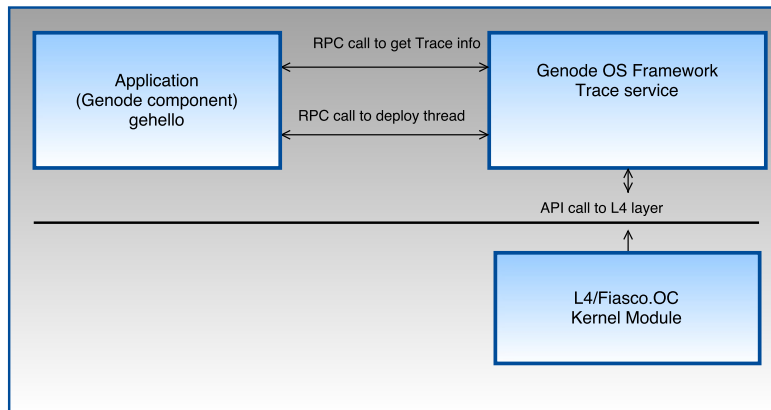 RPC call to get Trace info
Application
(Genode component)
gehello
Genode OS Framework
Trace service
RPC call to deploy thread
API call to L4 layer
L4/Fiasco.OC
Kernel Module